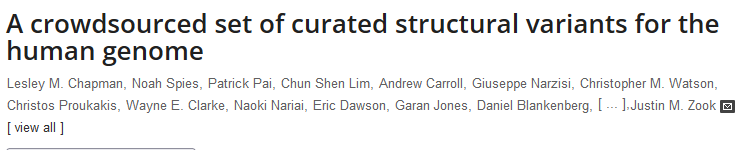 A crowdsourced set of curated structural variants for the
human genome
Lesley M. Chapman, Noah Spies, Patrick Pai, Chun Shen Lim, Andrew Carroll, Giuseppe Narzisi, Christopher M. Watson,
Christos Proukakis, Wayne E. Clarke, Naoki Nariai, Eric Dawson, Garan Jones, Daniel Blankenberg, [ ... ],Justin M. Zook
[ view all ]